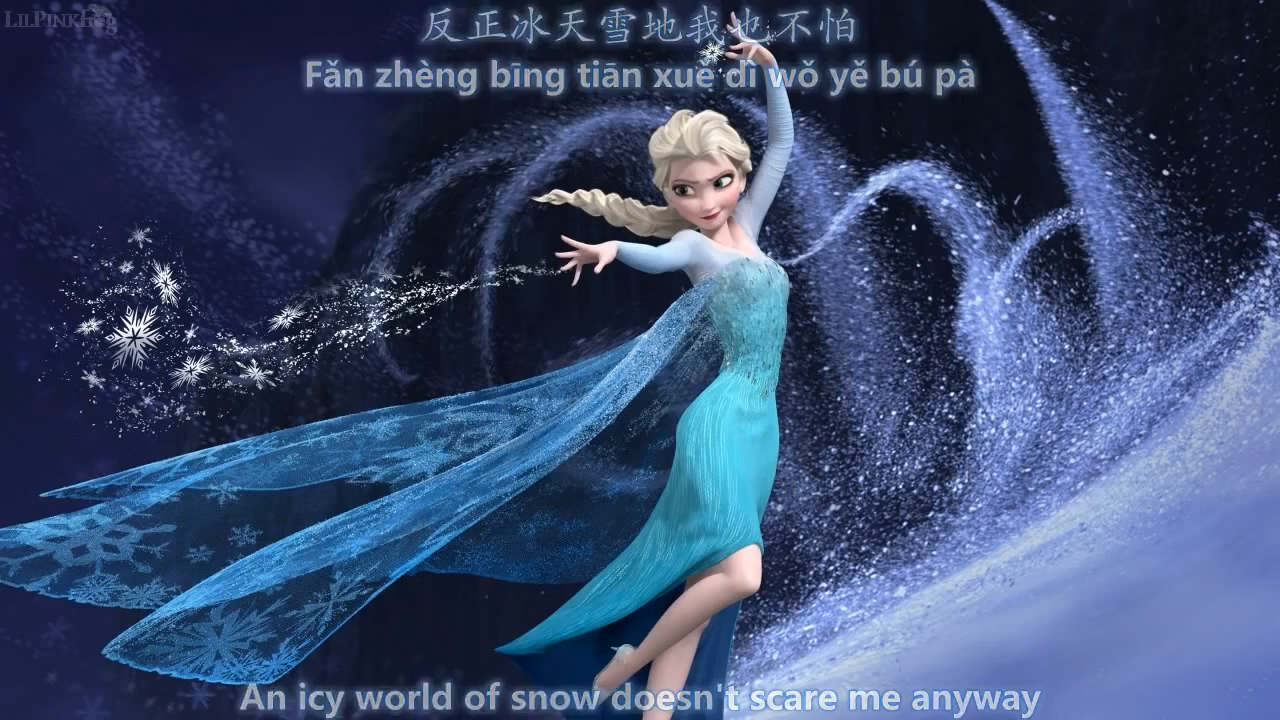 LilPinkFrog
反正冰天雪地我也不怕
Fǎn zhèng bīng tiān xuě dì wǒ yě bú pà
An icy world of snow doesn't scare me anyway